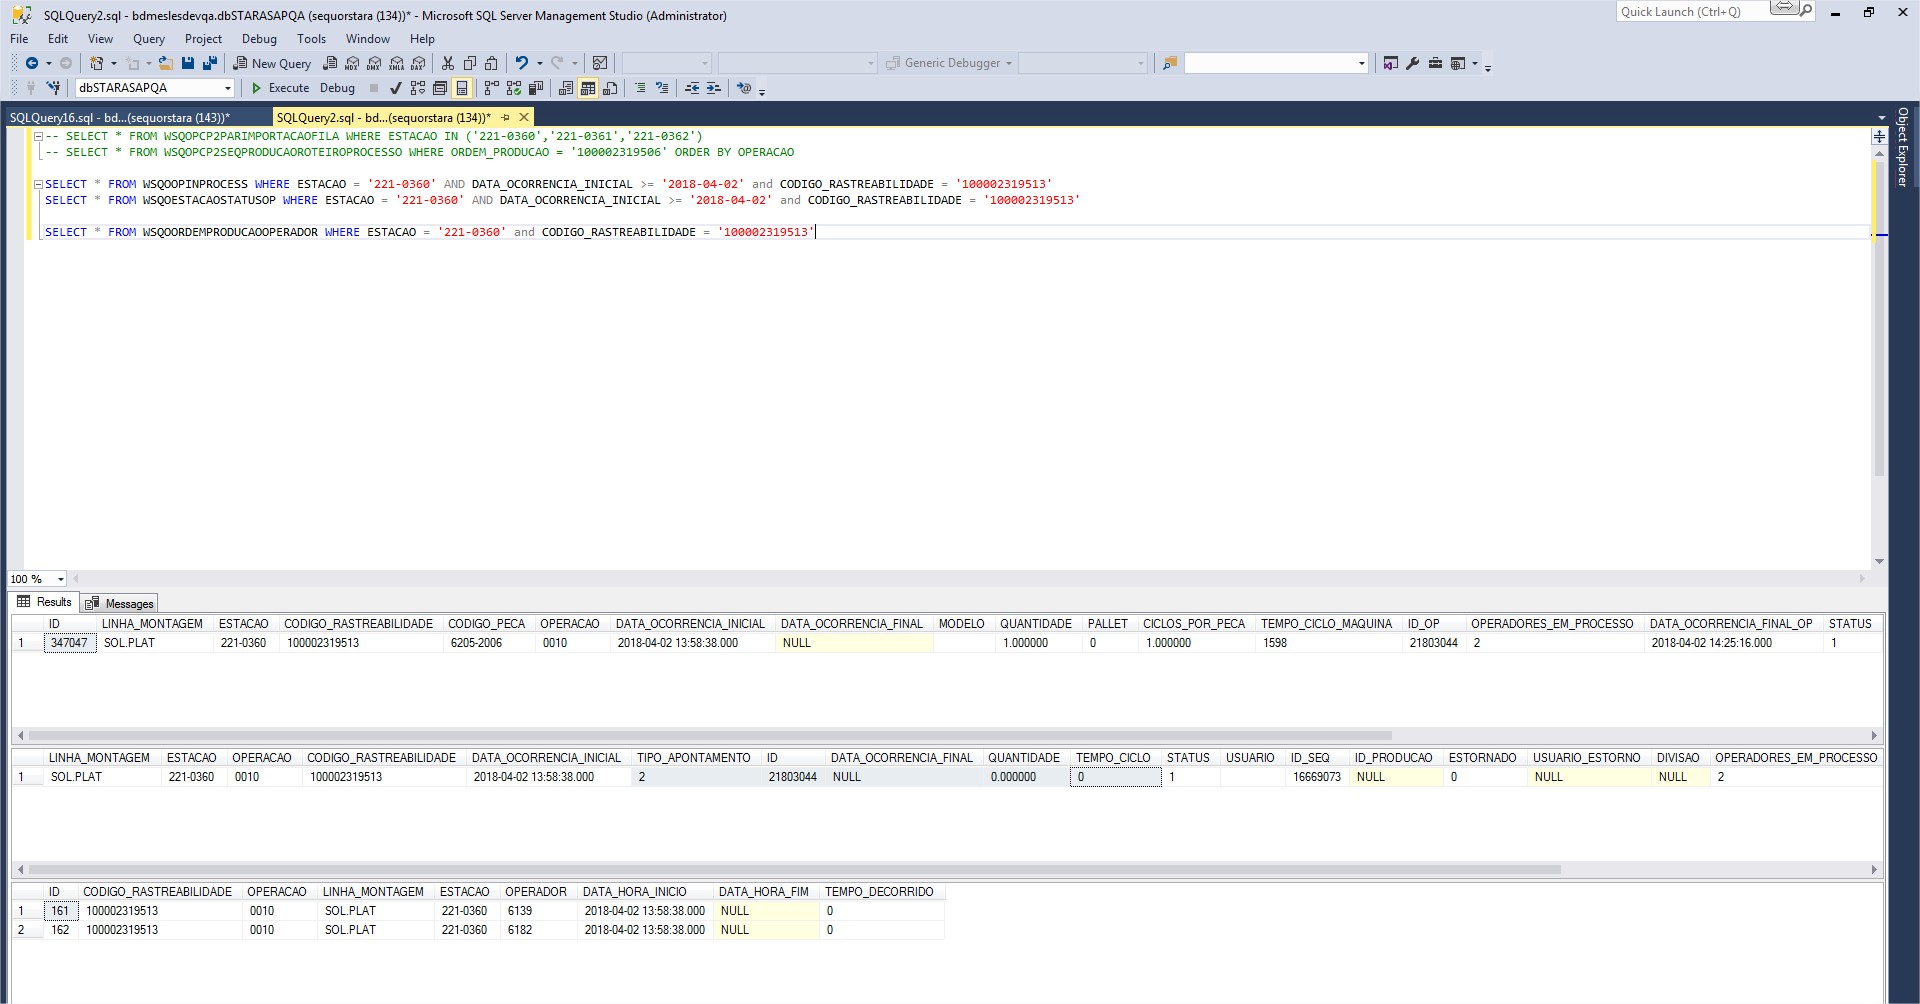 SQLQuery2.sql - bdmeslesdevqa.dbSTARASAPQA (sequorstara (134))* - Microsoft SQL Server Management Studio (Administrator)
Quick Launch (Ctrl+Q)
File Edit View Query Project Debug Tools Window Help
New Query MDX DMX XMLA DAX Generic Debugger
dbSTARASAPQA Execute Debug
SQLQuery16.sql - bd...(sequorstara (143))* SQLQuery2.sql - bd...(sequorstara (134))*
Object Explorer
-- SELECT * FROM WSQOPCP2PARIMPORTACAOFILA WHERE ESTACAO IN ('221-0360','221-0361','221-0362')
-- SELECT * FROM WSQOPCP2SEQPRODUCAOROTEIROPROCESSO WHERE ORDEM_PRODUCAO = '100002319506' ORDER BY OPERACAO
SELECT * FROM WSQOOPINPROCESS WHERE ESTACAO = '221-0360' AND DATA_OCORRENCIA_INICIAL >= '2018-04-02' and CODIGO_RASTREABILIDADE = '100002319513'
SELECT * FROM WSQOESTACAOSTATUSOP WHERE ESTACAO = '221-0360' AND DATA_OCORRENCIA_INICIAL >= '2018-04-02' and CODIGO_RASTREABILIDADE = '100002319513'
SELECT * FROM WSQOORDEMPRODUCAOOPERADOR WHERE ESTACAO = '221-0360' and CODIGO_RASTREABILIDADE = '100002319513'
100 %
Results Messages
ID LINHA_MONTAGEM ESTACAO CODIGO_RASTREABILIDADE CODIGO_PECA OPERACAO DATA_OCORRENCIA_INICIAL DATA_OCORRENCIA_FINAL MODELO QUANTIDADE PALLET CICLOS_POR_PECA TEMPO_CICLO_MAQUINA ID_OP OPERADORES_EM_PROCESSO DATA_OCORRENCIA_FINAL_OP STATUS
1 347047 SOL.PLAT 221-0360 100002319513 6205-2006 0010 2018-04-02 13:58:38.000 NULL 1.000000 0 1.000000 1598 21803044 2 2018-04-02 14:25:16.000 1
LINHA_MONTAGEM ESTACAO OPERACAO CODIGO_RASTREABILIDADE DATA_OCORRENCIA_INICIAL TIPO_APONTAMENTO ID DATA_OCORRENCIA_FINAL QUANTIDADE TEMPO_CICLO STATUS USUARIO ID_SEQ ID_PRODUCAO ESTORNADO USUARIO_ESTORNO DIVISAO OPERADORES_EM_PROCESSO
1 SOL.PLAT 221-0360 0010 100002319513 2018-04-02 13:58:38.000 2 21803044 NULL 0.000000 0 1 16669073 NULL 0 NULL NULL 2
ID CODIGO_RASTREABILIDADE OPERACAO LINHA_MONTAGEM ESTACAO OPERADOR DATA_HORA_INICIO DATA_HORA_FIM TEMPO_DECORRIDO
1 161 100002319513 0010 SOL.PLAT 221-0360 6139 2018-04-02 13:58:38.000 NULL 0
2 162 100002319513 0010 SOL.PLAT 221-0360 6182 2018-04-02 13:58:38.000 NULL 0